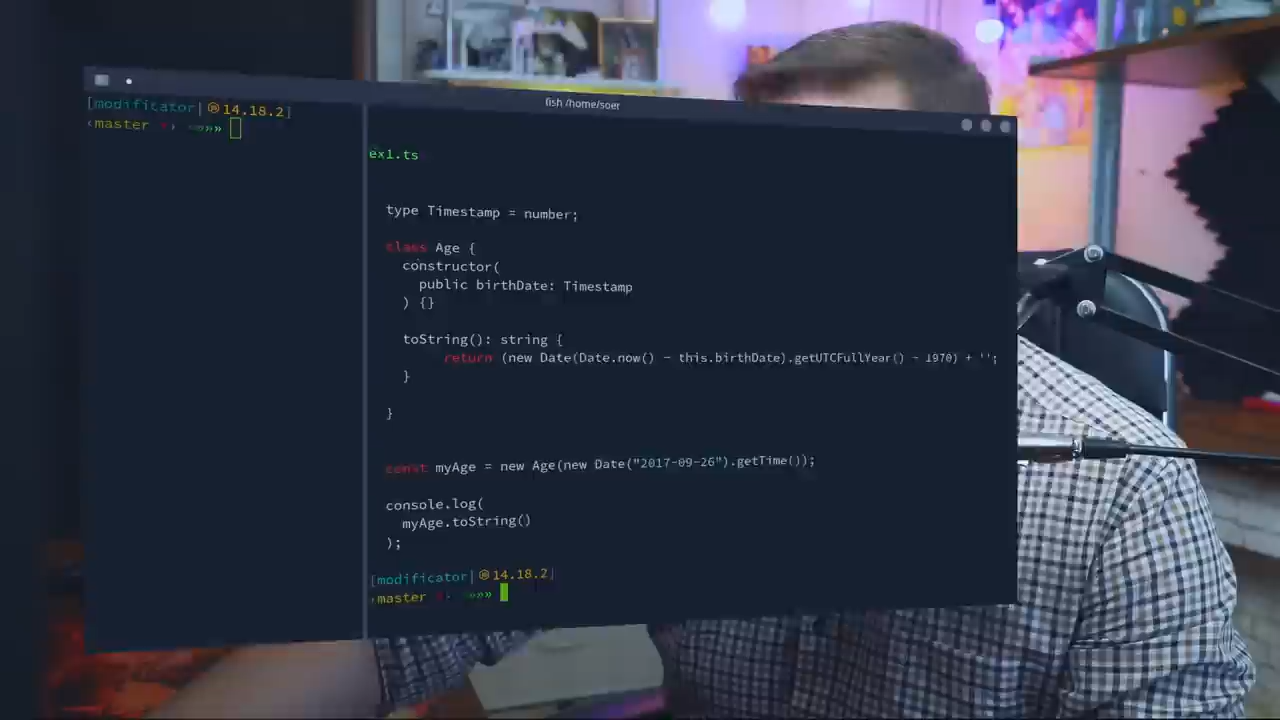 fish /home/soer
[modificator|⬢14.18.2]
‹master •› »»»
ex1.ts
type Timestamp = number;
class Age {
constructor(
public birthDate: Timestamp
) {}
toString(): string {
return (new Date(Date.now() - this.birthDate).getUTCFullYear() - 1970) + '';
}
}
const myAge = new Age(new Date("2017-09-26").getTime());
console.log(
myAge.toString()
);
[modificator|⬢14.18.2]
‹master •› »»»